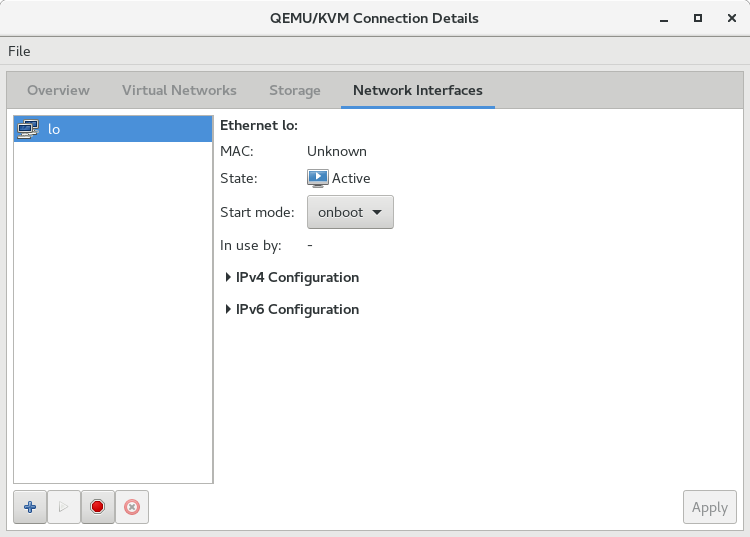 QEMU/KVM Connection Details
File
Overview Virtual Networks Storage Network Interfaces
lo
Ethernet lo:
MAC: Unknown
State: Active
Start mode: onboot
In use by: -
IPv4 Configuration
IPv6 Configuration
Apply